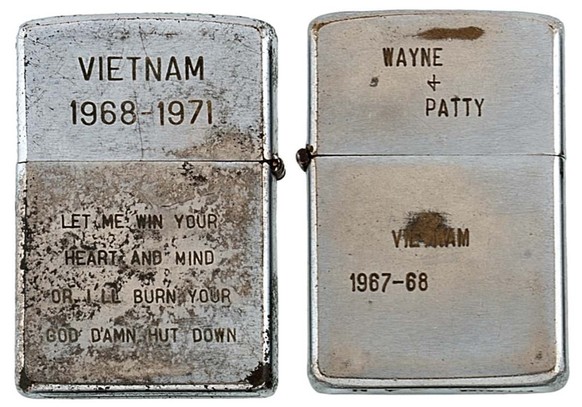 VIETNAM
1968-1971
LET ME WIN YOUR
HEART AND MIND
OR I LL BURN YOUR
GOD DAMN HUT DOWN
WAYNE
+
PATTY
VIETNAM
1967-68